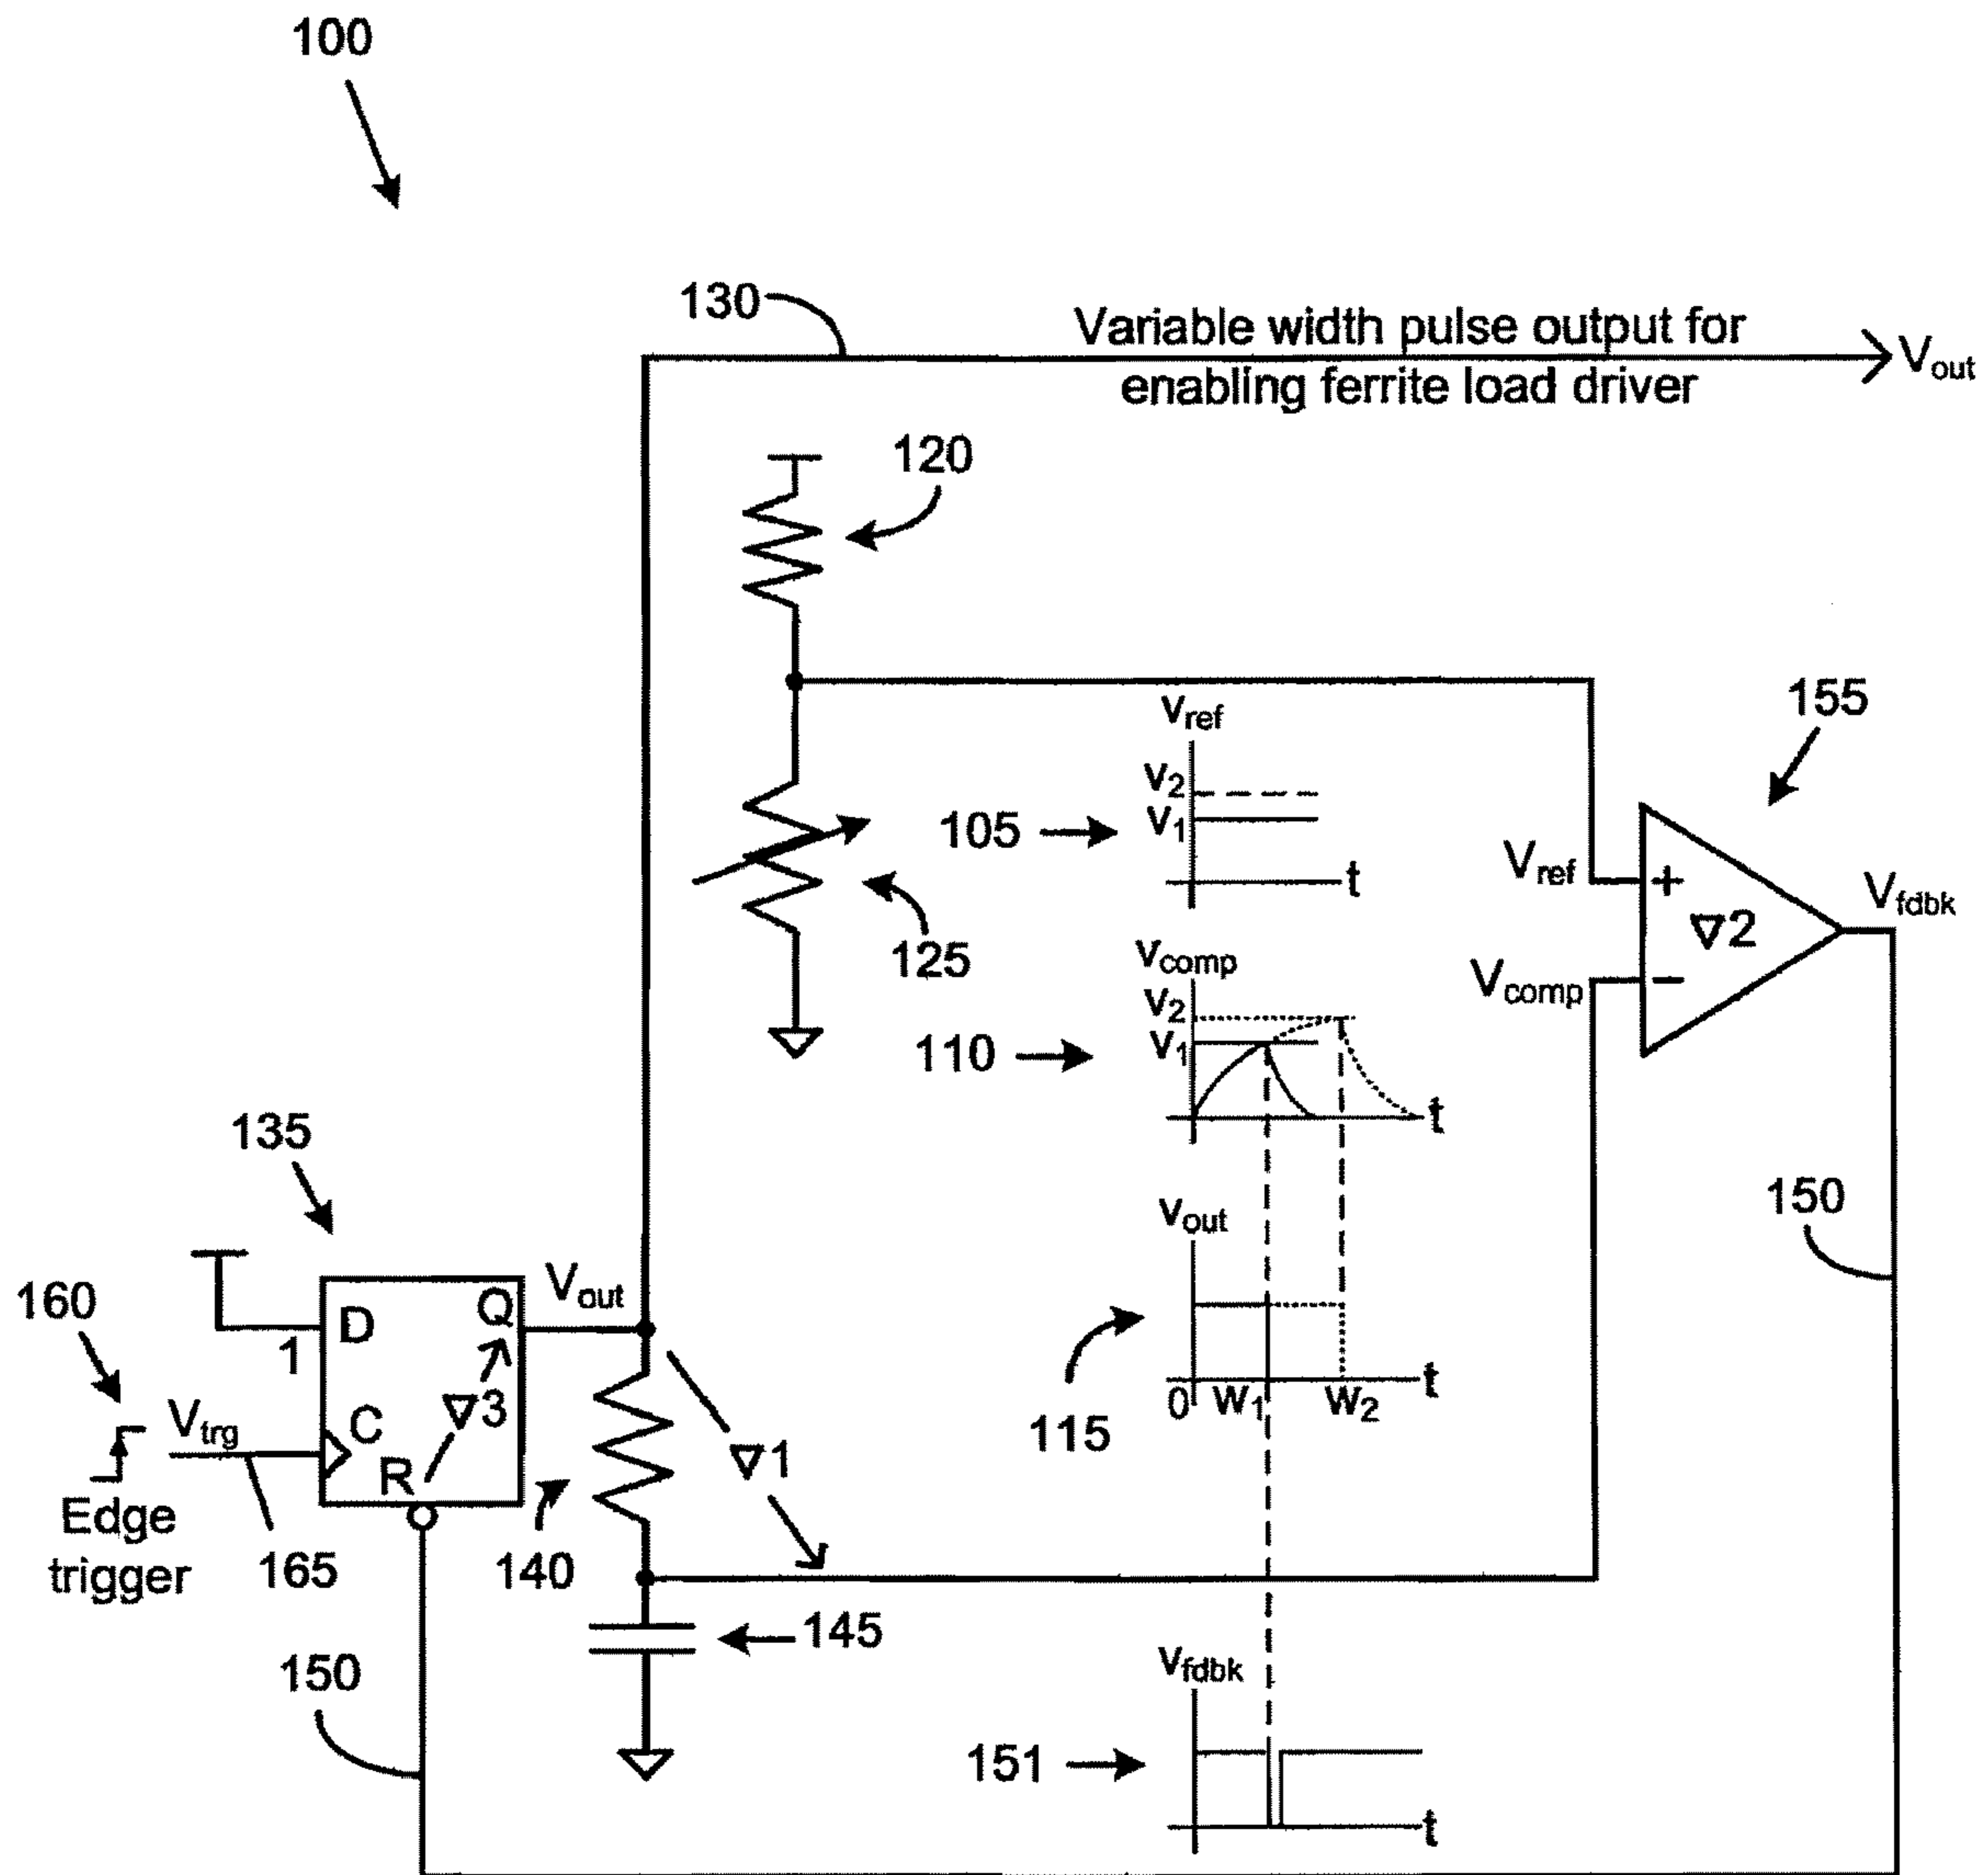 100
130
Variable width pulse output for
enabling ferrite load driver
Vout
120
155
vref
v2
v1
t
105
Vref
+
∇2
Vfdbk
125
vcomp
v2
v1
t
110
Vcomp
−
135
150
vout
160
D
Q
Vout
1
Vtrg
C
∇3
R
0
W1
W2
t
115
∇1
Edge
trigger
165
140
145
150
vfdbk
151
t